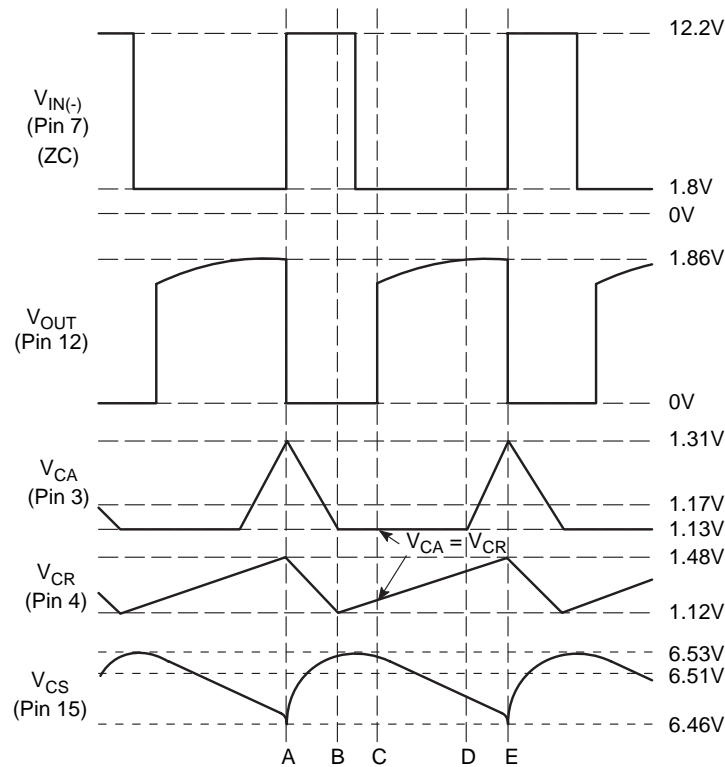 12.2V
V_IN(-)
(Pin 7)
(ZC)
1.8V
0V
1.86V
V_OUT
(Pin 12)
0V
1.31V
V_CA
(Pin 3)
1.17V
1.13V
V_CA = V_CR
1.48V
V_CR
(Pin 4)
1.12V
6.53V
6.51V
V_CS
(Pin 15)
6.46V
A B C D E